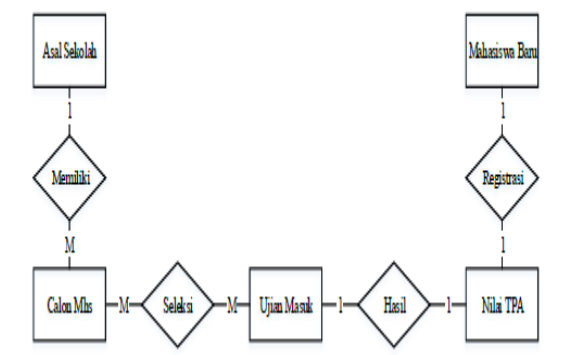 Asal Sekolah
Mahasiswa Baru
1
1
Memiliki
Registrasi
M
1
Calon Mhs
M
Seleksi
M
Ujian Masuk
1
Hasil
1
Nilai TPA